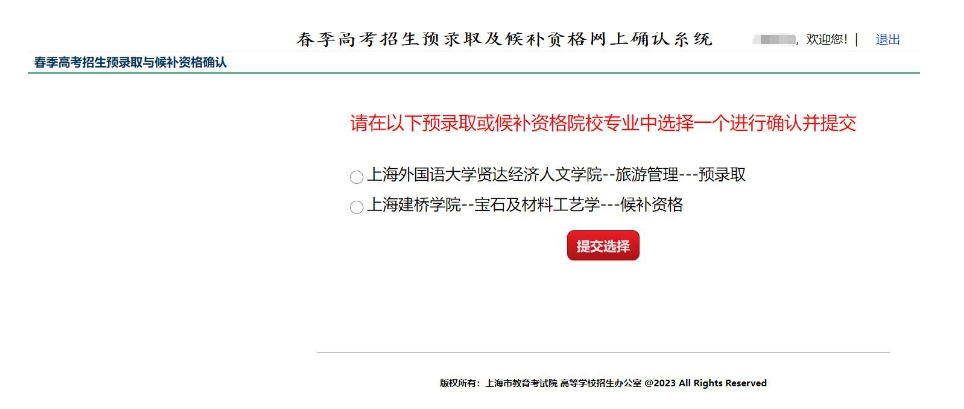 春季高考招生预录取及候补资格网上确认系统
，欢迎您！| 退出
春季高考招生预录取与候补资格确认
请在以下预录取或候补资格院校专业中选择一个进行确认并提交
上海外国语大学贤达经济人文学院--旅游管理---预录取
上海建桥学院--宝石及材料工艺学---候补资格
提交选择
版权所有：上海市教育考试院 高等学校招生办公室 @2023 All Rights Reserved